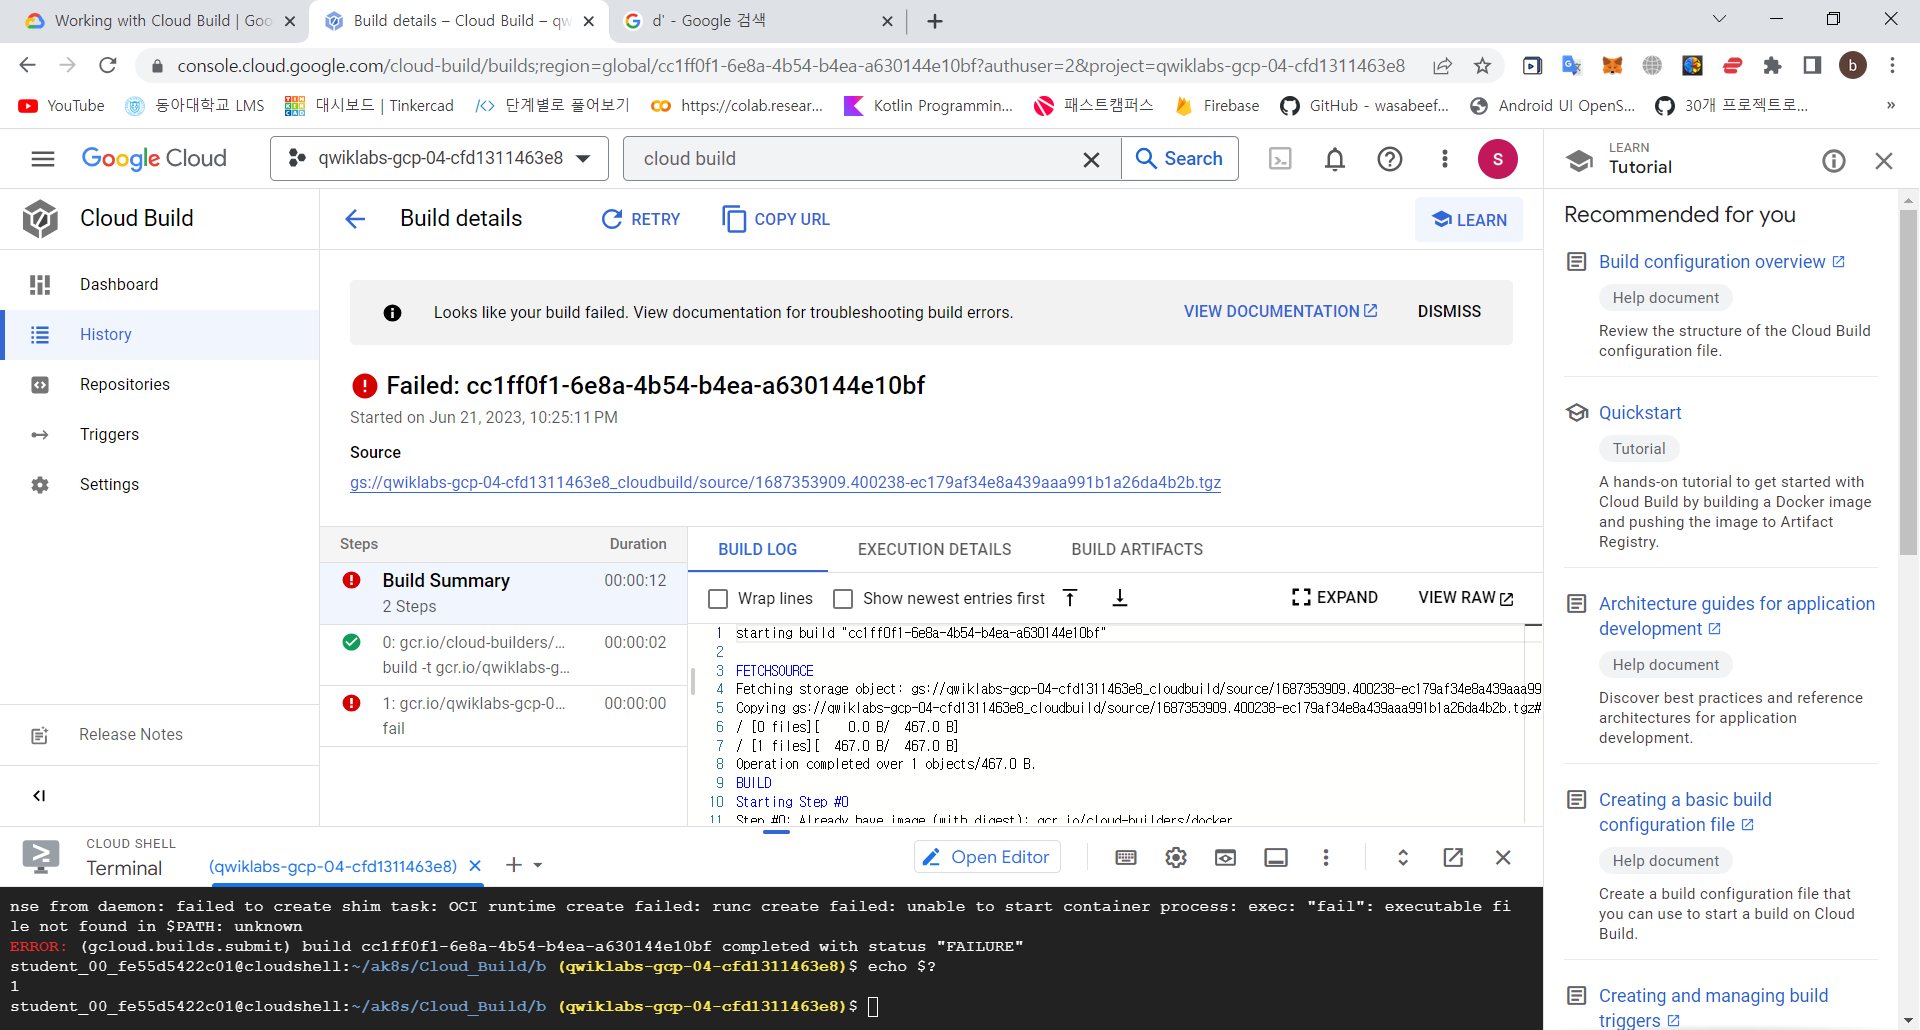 Working with Cloud Build | Goo
Build details – Cloud Build – qw
d' - Google 검색
console.cloud.google.com/cloud-build/builds;region=global/cc1ff0f1-6e8a-4b54-b4ea-a630144e10bf?authuser=2&project=qwiklabs-gcp-04-cfd1311463e8
b
YouTube
동아대학교 LMS
대시보드 | Tinkercad
단계별로 풀어보기
https://colab.resear...
Kotlin Programmin...
패스트캠퍼스
Firebase
GitHub - wasabeef...
Android UI OpenS...
30개 프로젝트로...
»
Google Cloud
qwiklabs-gcp-04-cfd1311463e8
cloud build
Search
S
LEARN
Tutorial
Cloud Build
Build details
RETRY
COPY URL
LEARN
Recommended for you
Dashboard
History
Repositories
Triggers
Settings
Release Notes
Looks like your build failed. View documentation for troubleshooting build errors.
VIEW DOCUMENTATION
DISMISS
Failed: cc1ff0f1-6e8a-4b54-b4ea-a630144e10bf
Started on Jun 21, 2023, 10:25:11 PM
Source
gs://qwiklabs-gcp-04-cfd1311463e8_cloudbuild/source/1687353909.400238-ec179af34e8a439aaa991b1a26da4b2b.tgz
Steps
Duration
Build Summary
00:00:12
2 Steps
0: gcr.io/cloud-builders/...
00:00:02
build -t gcr.io/qwiklabs-g...
1: gcr.io/qwiklabs-gcp-0...
00:00:00
fail
BUILD LOG
EXECUTION DETAILS
BUILD ARTIFACTS
Wrap lines
Show newest entries first
EXPAND
VIEW RAW
1 starting build "cc1ff0f1-6e8a-4b54-b4ea-a630144e10bf"
2
3 FETCHSOURCE
4 Fetching storage object: gs://qwiklabs-gcp-04-cfd1311463e8_cloudbuild/source/1687353909.400238-ec179af34e8a439aaa99
5 Copying gs://qwiklabs-gcp-04-cfd1311463e8_cloudbuild/source/1687353909.400238-ec179af34e8a439aaa991b1a26da4b2b.tgz#
6 / [0 files][ 0.0 B/ 467.0 B]
7 / [1 files][ 467.0 B/ 467.0 B]
8 Operation completed over 1 objects/467.0 B.
9 BUILD
10 Starting Step #0
11 Step #0: Already have image (with digest): gcr.io/cloud-builders/docker
Build configuration overview
Help document
Review the structure of the Cloud Build
configuration file.
Quickstart
Tutorial
A hands-on tutorial to get started with
Cloud Build by building a Docker image
and pushing the image to Artifact
Registry.
Architecture guides for application
development
Help document
Discover best practices and reference
architectures for application
development.
Creating a basic build
configuration file
Help document
Create a build configuration file that
you can use to start a build on Cloud
Build.
Creating and managing build
triggers
CLOUD SHELL
Terminal
(qwiklabs-gcp-04-cfd1311463e8)
Open Editor
nse from daemon: failed to create shim task: OCI runtime create failed: runc create failed: unable to start container process: exec: "fail": executable fi
le not found in $PATH: unknown
ERROR: (gcloud.builds.submit) build cc1ff0f1-6e8a-4b54-b4ea-a630144e10bf completed with status "FAILURE"
student_00_fe55d5422c01@cloudshell:~/ak8s/Cloud_Build/b (qwiklabs-gcp-04-cfd1311463e8)$ echo $?
1
student_00_fe55d5422c01@cloudshell:~/ak8s/Cloud_Build/b (qwiklabs-gcp-04-cfd1311463e8)$